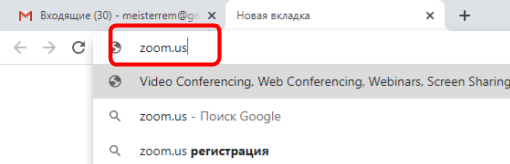 Входящие (30) - meisterrem@gm
Новая вкладка
zoom.us
Video Conferencing, Web Conferencing, Webinars, Screen Sharing
zoom.us - Поиск Google
zoom.us регистрация